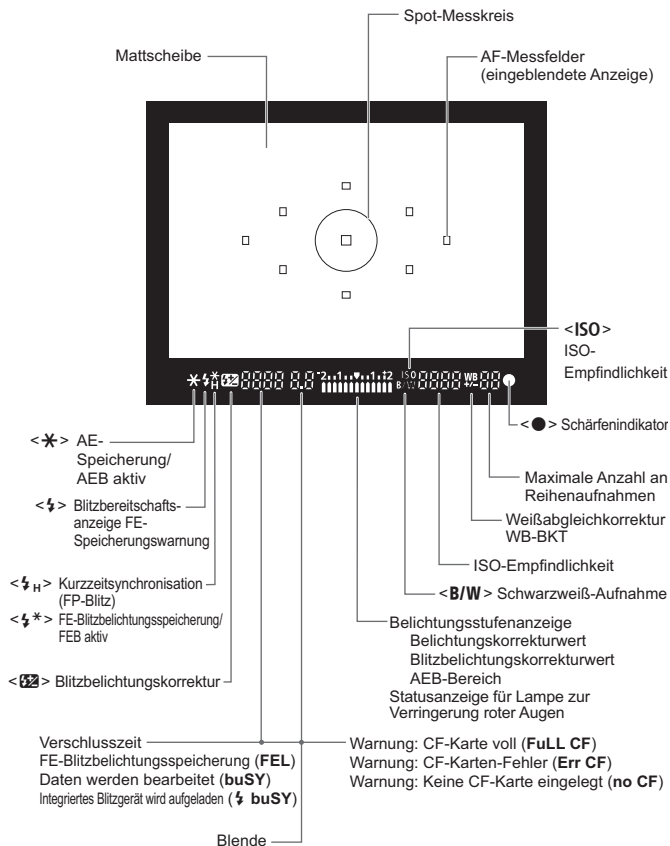 Spot-Messkreis
Mattscheibe
AF-Messfelder
(eingeblendete Anzeige)
<ISO>
ISO-
Empfindlichkeit
<●> Schärfenindikator
<✱> AE-
Speicherung/
AEB aktiv
Maximale Anzahl an
Reihenaufnahmen
<⚡> Blitzbereitschafts-
anzeige FE-
Speicherungswarnung
Weißabgleichkorrektur
WB-BKT
ISO-Empfindlichkeit
<⚡H> Kurzzeitsynchronisation
(FP-Blitz)
<B/W> Schwarzweiß-Aufnahme
<⚡✱> FE-Blitzbelichtungsspeicherung/
FEB aktiv
Belichtungsstufenanzeige
Belichtungskorrekturwert
Blitzbelichtungskorrekturwert
AEB-Bereich
Statusanzeige für Lampe zur
Verringerung roter Augen
<⚡±> Blitzbelichtungskorrektur
Verschlusszeit
FE-Blitzbelichtungsspeicherung (FEL)
Daten werden bearbeitet (buSY)
Integriertes Blitzgerät wird aufgeladen (⚡ buSY)
Warnung: CF-Karte voll (FuLL CF)
Warnung: CF-Karten-Fehler (Err CF)
Warnung: Keine CF-Karte eingelegt (no CF)
Blende